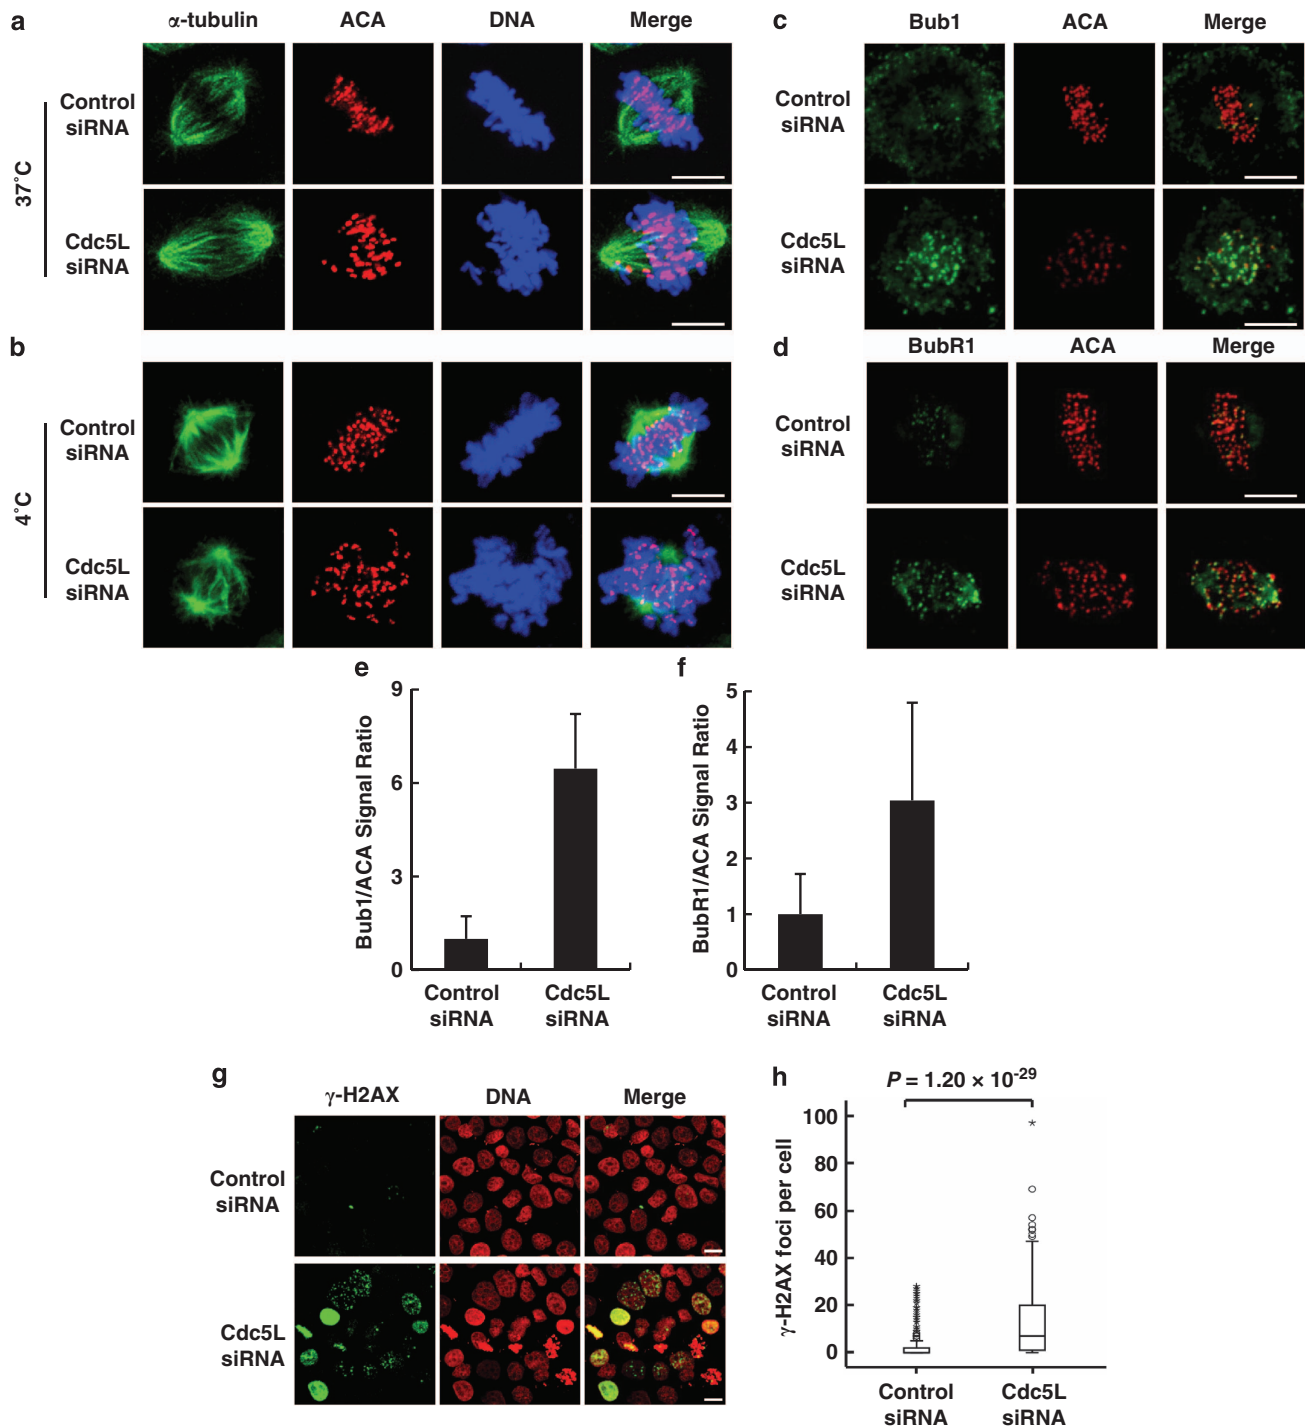 a
α-tubulin ACA DNA Merge
37°C
Control
siRNA
Cdc5L
siRNA
b
4°C
Control
siRNA
Cdc5L
siRNA
c
Bub1 ACA Merge
Control
siRNA
Cdc5L
siRNA
d
BubR1 ACA Merge
Control
siRNA
Cdc5L
siRNA
e
Bub1/ACA Signal Ratio
9
6
3
0
Control
siRNA
Cdc5L
siRNA
f
BubR1/ACA Signal Ratio
5
4
3
2
1
0
Control
siRNA
Cdc5L
siRNA
g
γ-H2AX DNA Merge
Control
siRNA
Cdc5L
siRNA
h
P = 1.20 × 10⁻²⁹
γ-H2AX foci per cell
100
80
60
40
20
0
Control
siRNA
Cdc5L
siRNA